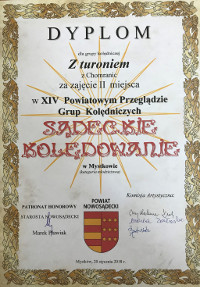 DYPLOM
dla grupy kolędniczej
Z turoniem
z Chomranic
za zajęcie II miejsca
w XIV Powiatowym Przeglądzie
Grup Kolędniczych
SĄDECKIE
KOLĘDOWANIE
w Mystkowie
PATRONAT HONOROWY
STAROSTA NOWOSĄDECKI
Marek Pławiak
POWIAT
NOWOSĄDECKI
Komisja Artystyczna
Mystków, 20 stycznia 2018 r.